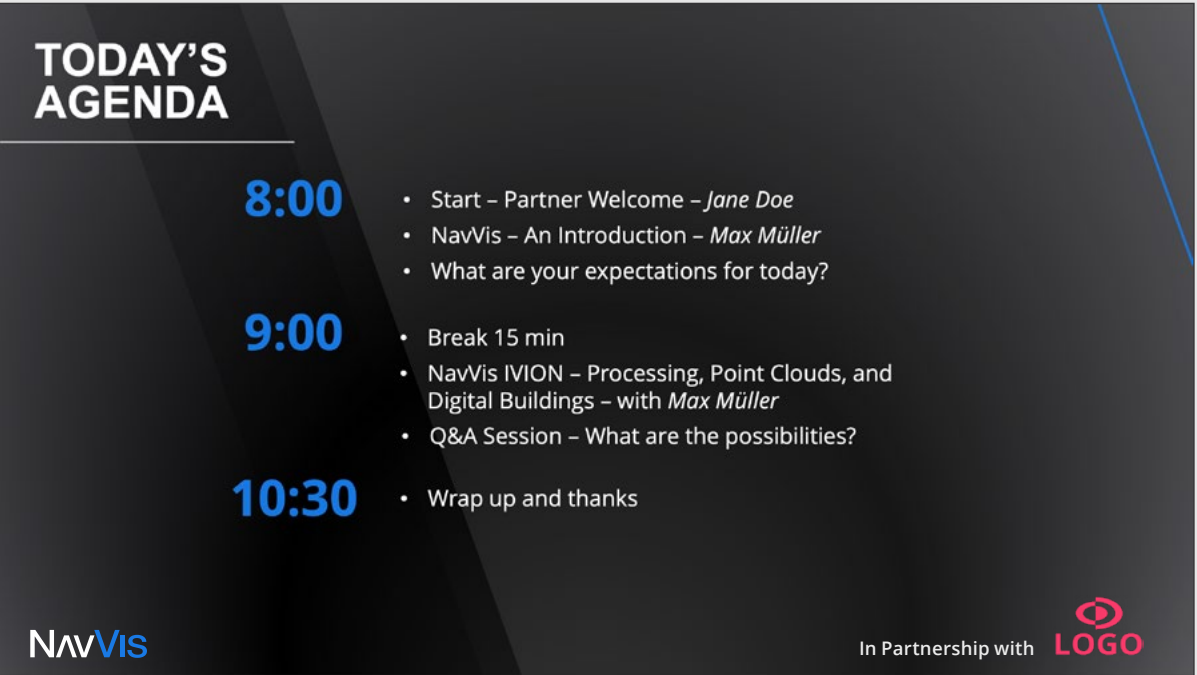 TODAY’S
AGENDA
8:00
• Start – Partner Welcome – Jane Doe
• NavVis – An Introduction – Max Müller
• What are your expectations for today?
9:00
• Break 15 min
• NavVis IVION – Processing, Point Clouds, and
Digital Buildings – with Max Müller
• Q&A Session – What are the possibilities?
10:30
• Wrap up and thanks
NAVVIS
In Partnership with
LOGO